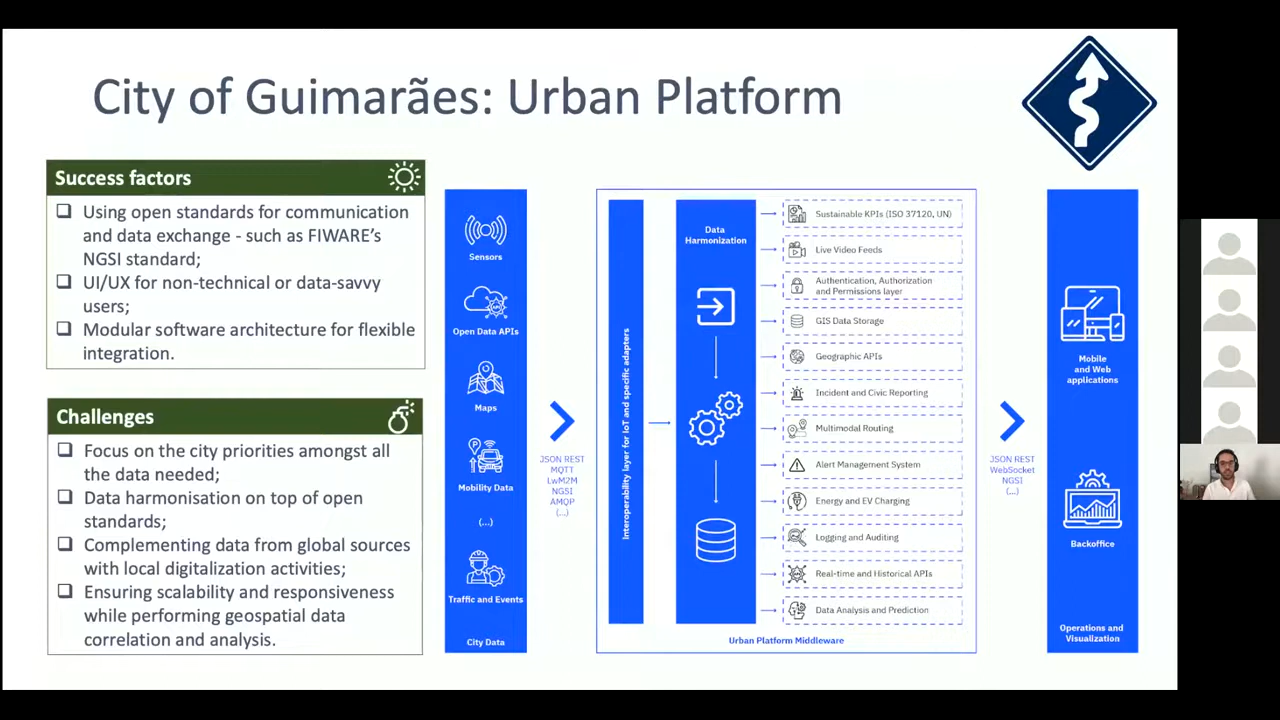 City of Guimarães: Urban Platform
Success factors
Using open standards for communication
and data exchange - such as FIWARE’s
NGSI standard;
UI/UX for non-technical or data-savvy
users;
Modular software architecture for flexible
integration.
Challenges
Focus on the city priorities amongst all
the data needed;
Data harmonisation on top of open
standards;
Complementing data from global sources
with local digitalization activities;
Ensuring scalability and responsiveness
while performing geospatial data
correlation and analysis.
Sensors
API
Open Data APIs
Maps
P
Mobility Data
(...)
Traffic and Events
City Data
JSON REST
MQTT
LwM2M
NGSI
AMQP
(...)
Interoperability layer for IoT and specific adapters
Data
Harmonization
Sustainable KPIs (ISO 37120, UN)
Live Video Feeds
Authentication, Authorization
and Permissions layer
GIS Data Storage
Geographic APIs
Incident and Civic Reporting
Multimodal Routing
Alert Management System
Energy and EV Charging
Logging and Auditing
Real-time and Historical APIs
Data Analysis and Prediction
Urban Platform Middleware
JSON REST
WebSocket
NGSI
(...)
Mobile
and Web
applications
Backoffice
Operations and
Visualization